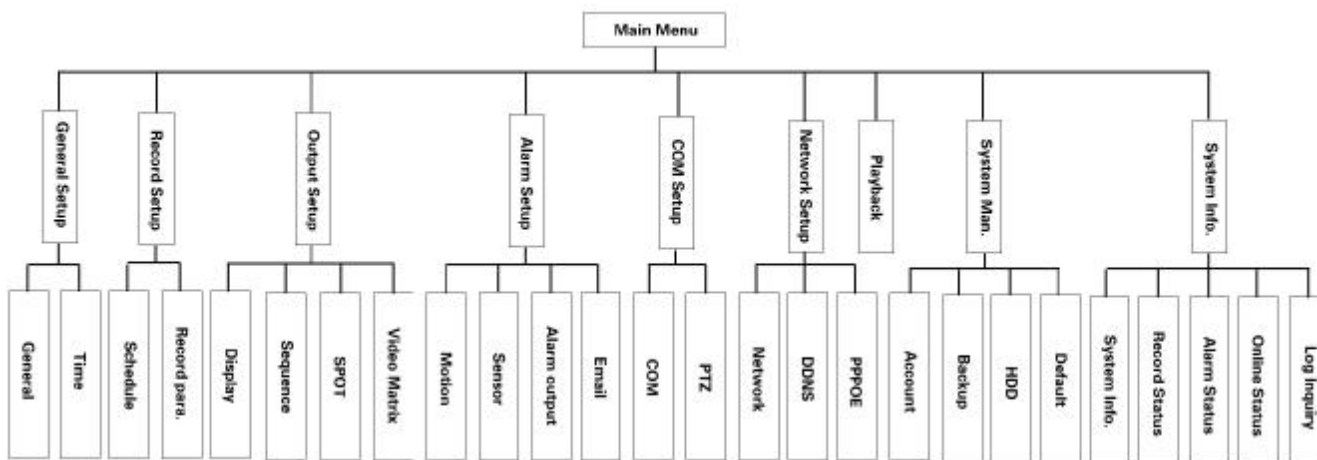 Main Menu
General Setup
Record Setup
Output Setup
Alarm Setup
COM Setup
Network Setup
Playback
System Man.
System Info.
General
Time
Schedule
Record para.
Display
Sequence
SPOT
Video Matrix
Motion
Sensor
Alarm output
Email
COM
PTZ
Network
DDNS
PPPOE
Account
Backup
HDD
Default
System Info.
Record Status
Alarm Status
Online Status
Log Inquiry